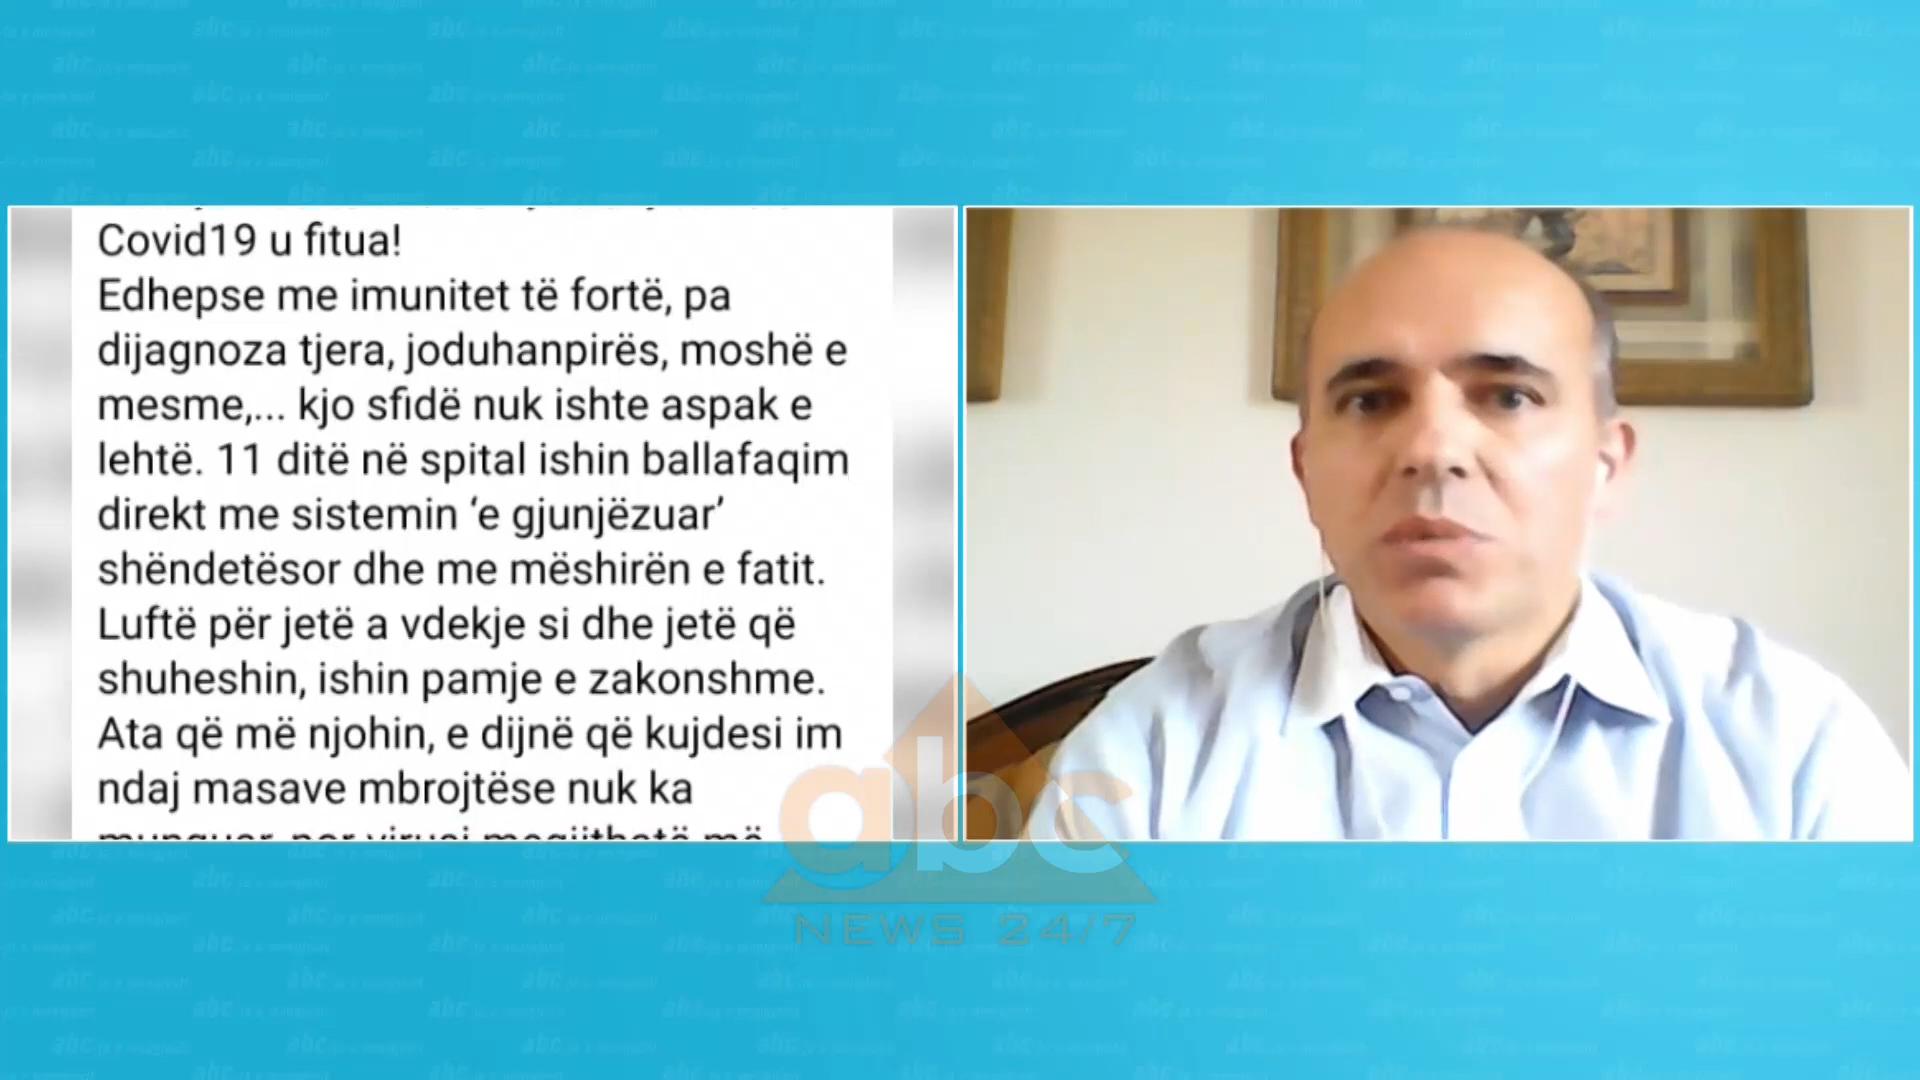 Covid19 u fitua!
Edhepse me imunitet të fortë, pa
dijagnoza tjera, joduhanpirës, moshë e
mesme,... kjo sfidë nuk ishte aspak e
lehtë. 11 ditë në spital ishin ballafaqim
direkt me sistemin ‘e gjunjëzuar’
shëndetësor dhe me mëshirën e fatit.
Luftë për jetë a vdekje si dhe jetë që
shuheshin, ishin pamje e zakonshme.
Ata që më njohin, e dijnë që kujdesi im
ndaj masave mbrojtëse nuk ka
abc
NEWS 24/7